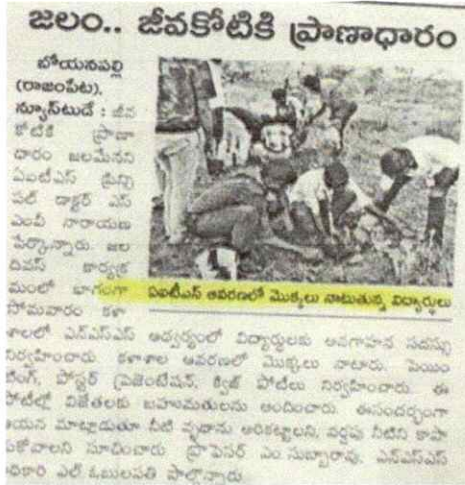 జలం.. జీవకోటికి ప్రాణాధారం
బోయనపల్లి
(రాజంపేట),
న్యూస్‌టుడే : జీవ
కోటికి ప్రాణా
ధారం జలమేనని
ఏఐటీఎస్ ప్రిన్సి
పల్ డాక్టర్ ఎస్
ఎంవీ నారాయణ
పేర్కొన్నారు. జల
దివస్ కార్యక్ర
మంలో భాగంగా
సోమవారం కళా
ఏఐటీఎస్ ఆవరణలో మొక్కలు నాటుతున్న విద్యార్థులు
శాలలో ఎన్ఎస్ఎస్ ఆధ్వర్యంలో విద్యార్థులకు అవగాహన సదస్సు
నిర్వహించారు. కళాశాల ఆవరణలో మొక్కలు నాటారు. పెయిం
టింగ్, పోస్టర్ ప్రెజెంటేషన్, క్విజ్ పోటీలు నిర్వహించారు. ఈ
పోటీల్లో విజేతలకు బహుమతులను అందించారు. ఈసందర్భంగా
ఆయన మాట్లాడుతూ నీటి వృథాను అరికట్టాలని, వర్షపు నీటిని కాపా
డుకోవాలని సూచించారు. ప్రొఫెసర్ ఎం.సుబ్బారావు, ఎన్ఎస్ఎస్
అధికారి ఎల్.ఓబులపతి పాల్గొన్నారు.